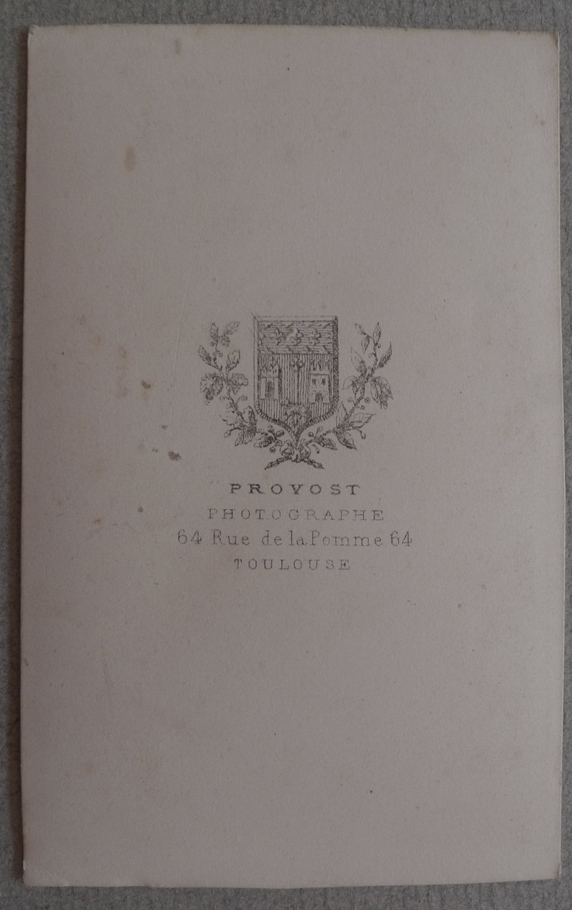 PROVOST
PHOTOGRAPHE
64 Rue de la Pomme 64
TOULOUSE